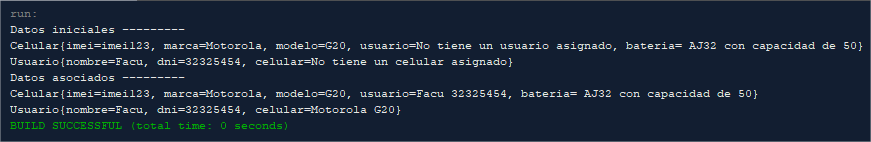 run:
Datos iniciales ---------
Celular{imei=imei123, marca=Motorola, modelo=G20, usuario=No tiene un usuario asignado, bateria= AJ32 con capacidad de 50}
Usuario{nombre=Facu, dni=32325454, celular=No tiene un celular asignado}
Datos asociados ---------
Celular{imei=imei123, marca=Motorola, modelo=G20, usuario=Facu 32325454, bateria= AJ32 con capacidad de 50}
Usuario{nombre=Facu, dni=32325454, celular=Motorola G20}
BUILD SUCCESSFUL (total time: 0 seconds)